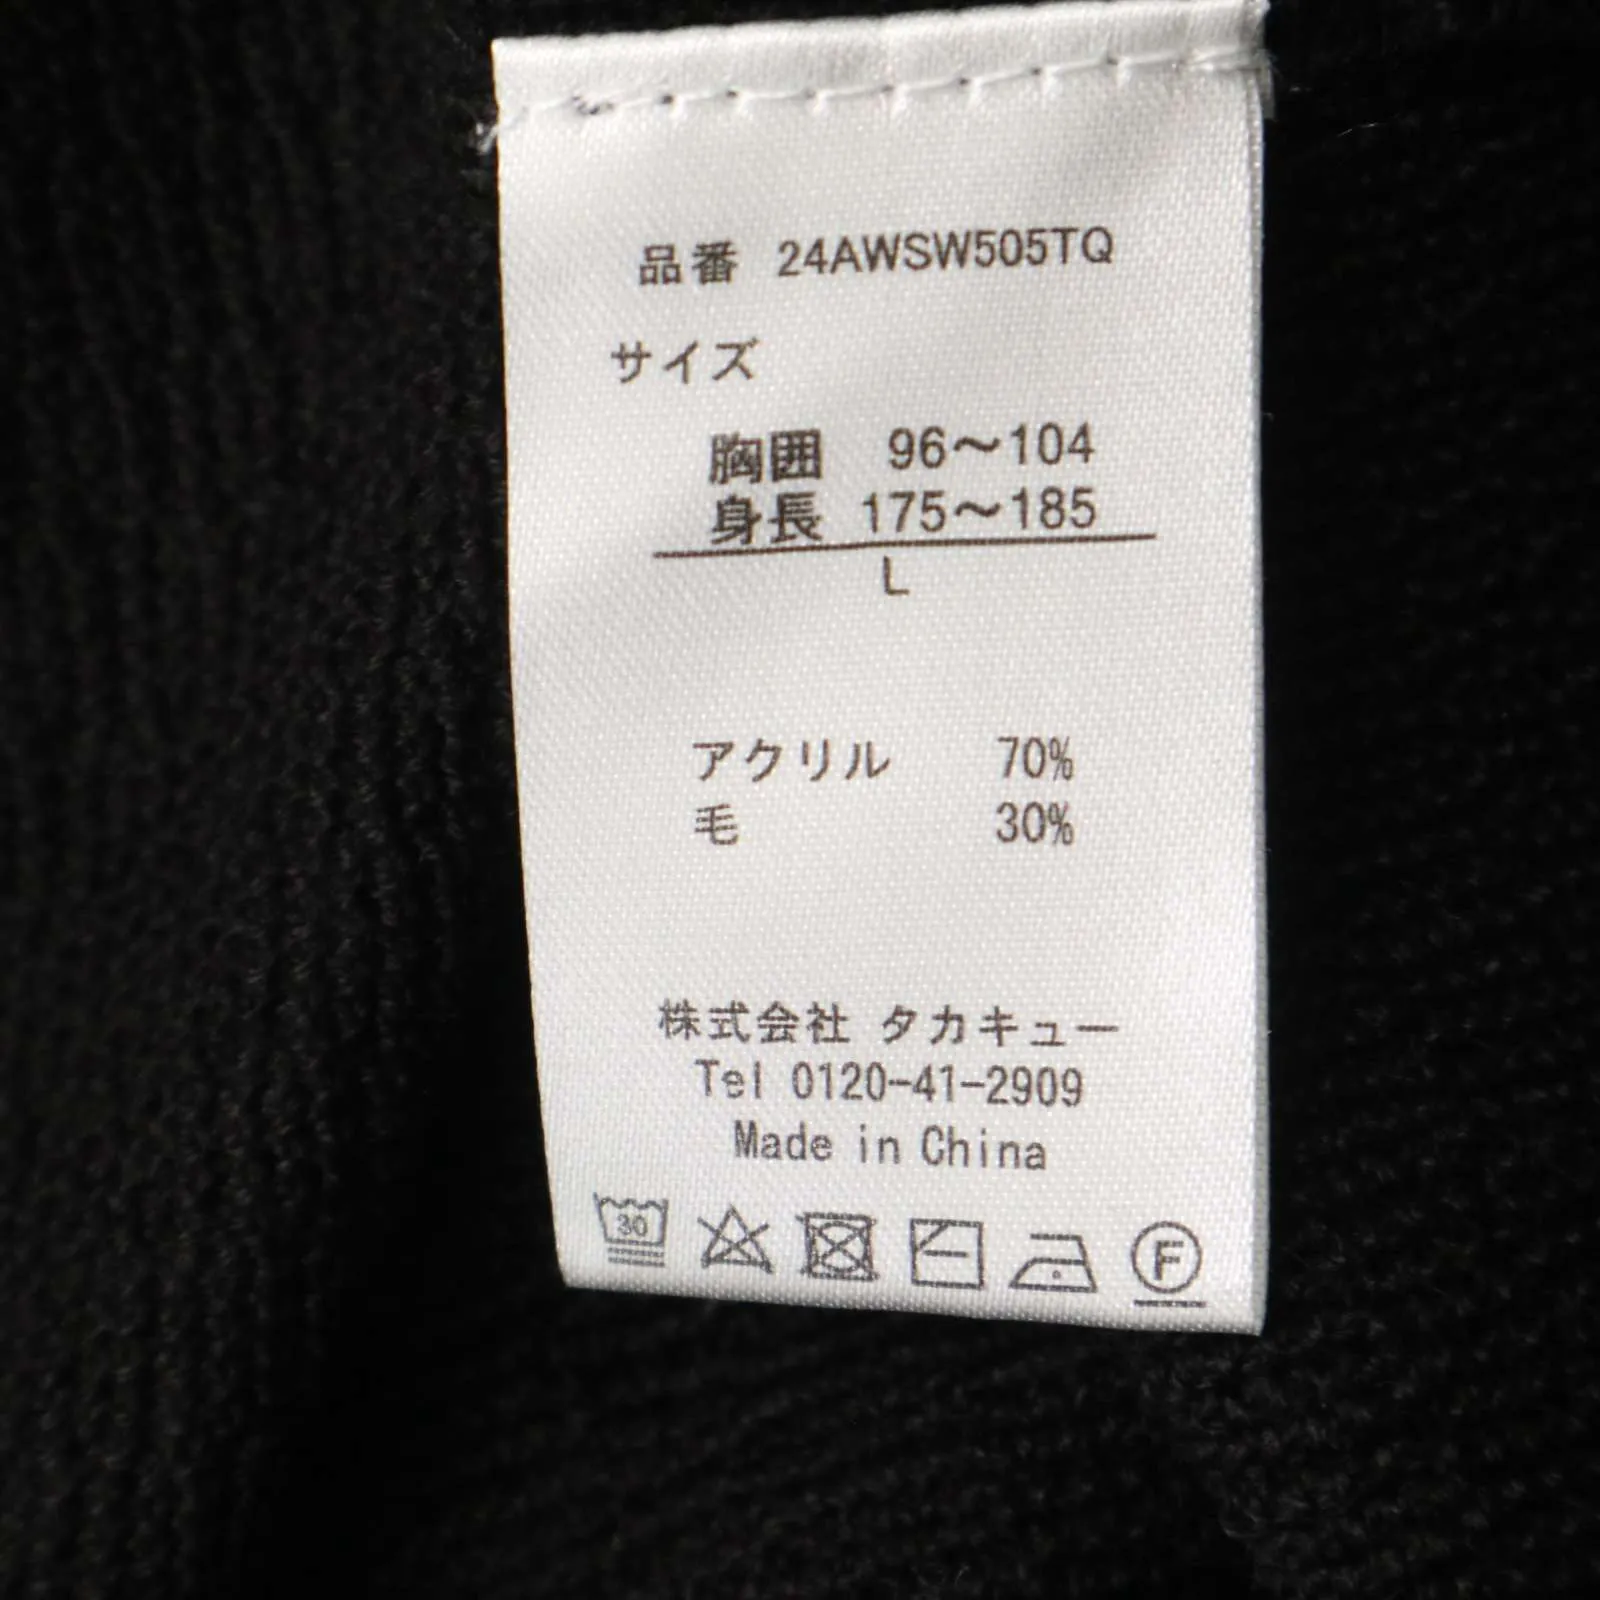 品番 24AWSW505TQ
サイズ
胸囲 96〜104
身長 175〜185
L
アクリル 70%
毛 30%
株式会社 タカキュー
Tel 0120-41-2909
Made in China
30
F